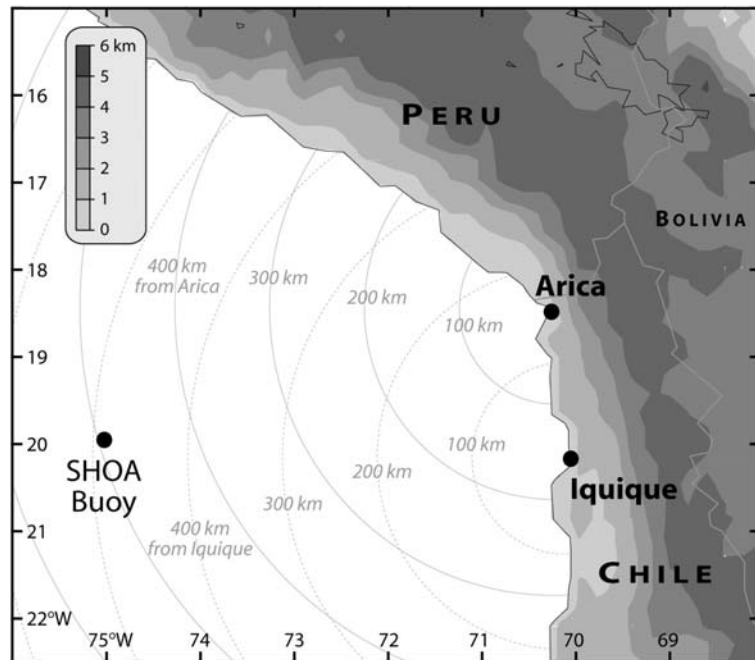 6 km
5
4
3
2
1
0
16
17
18
19
20
21
22ºW
PERU
BOLIVIA
400 km
from Arica
300 km
200 km
100 km
Arica
SHOA
Buoy
400 km
from Iquique
300 km
200 km
100 km
Iquique
CHILE
75ºW
74
73
72
71
70
69